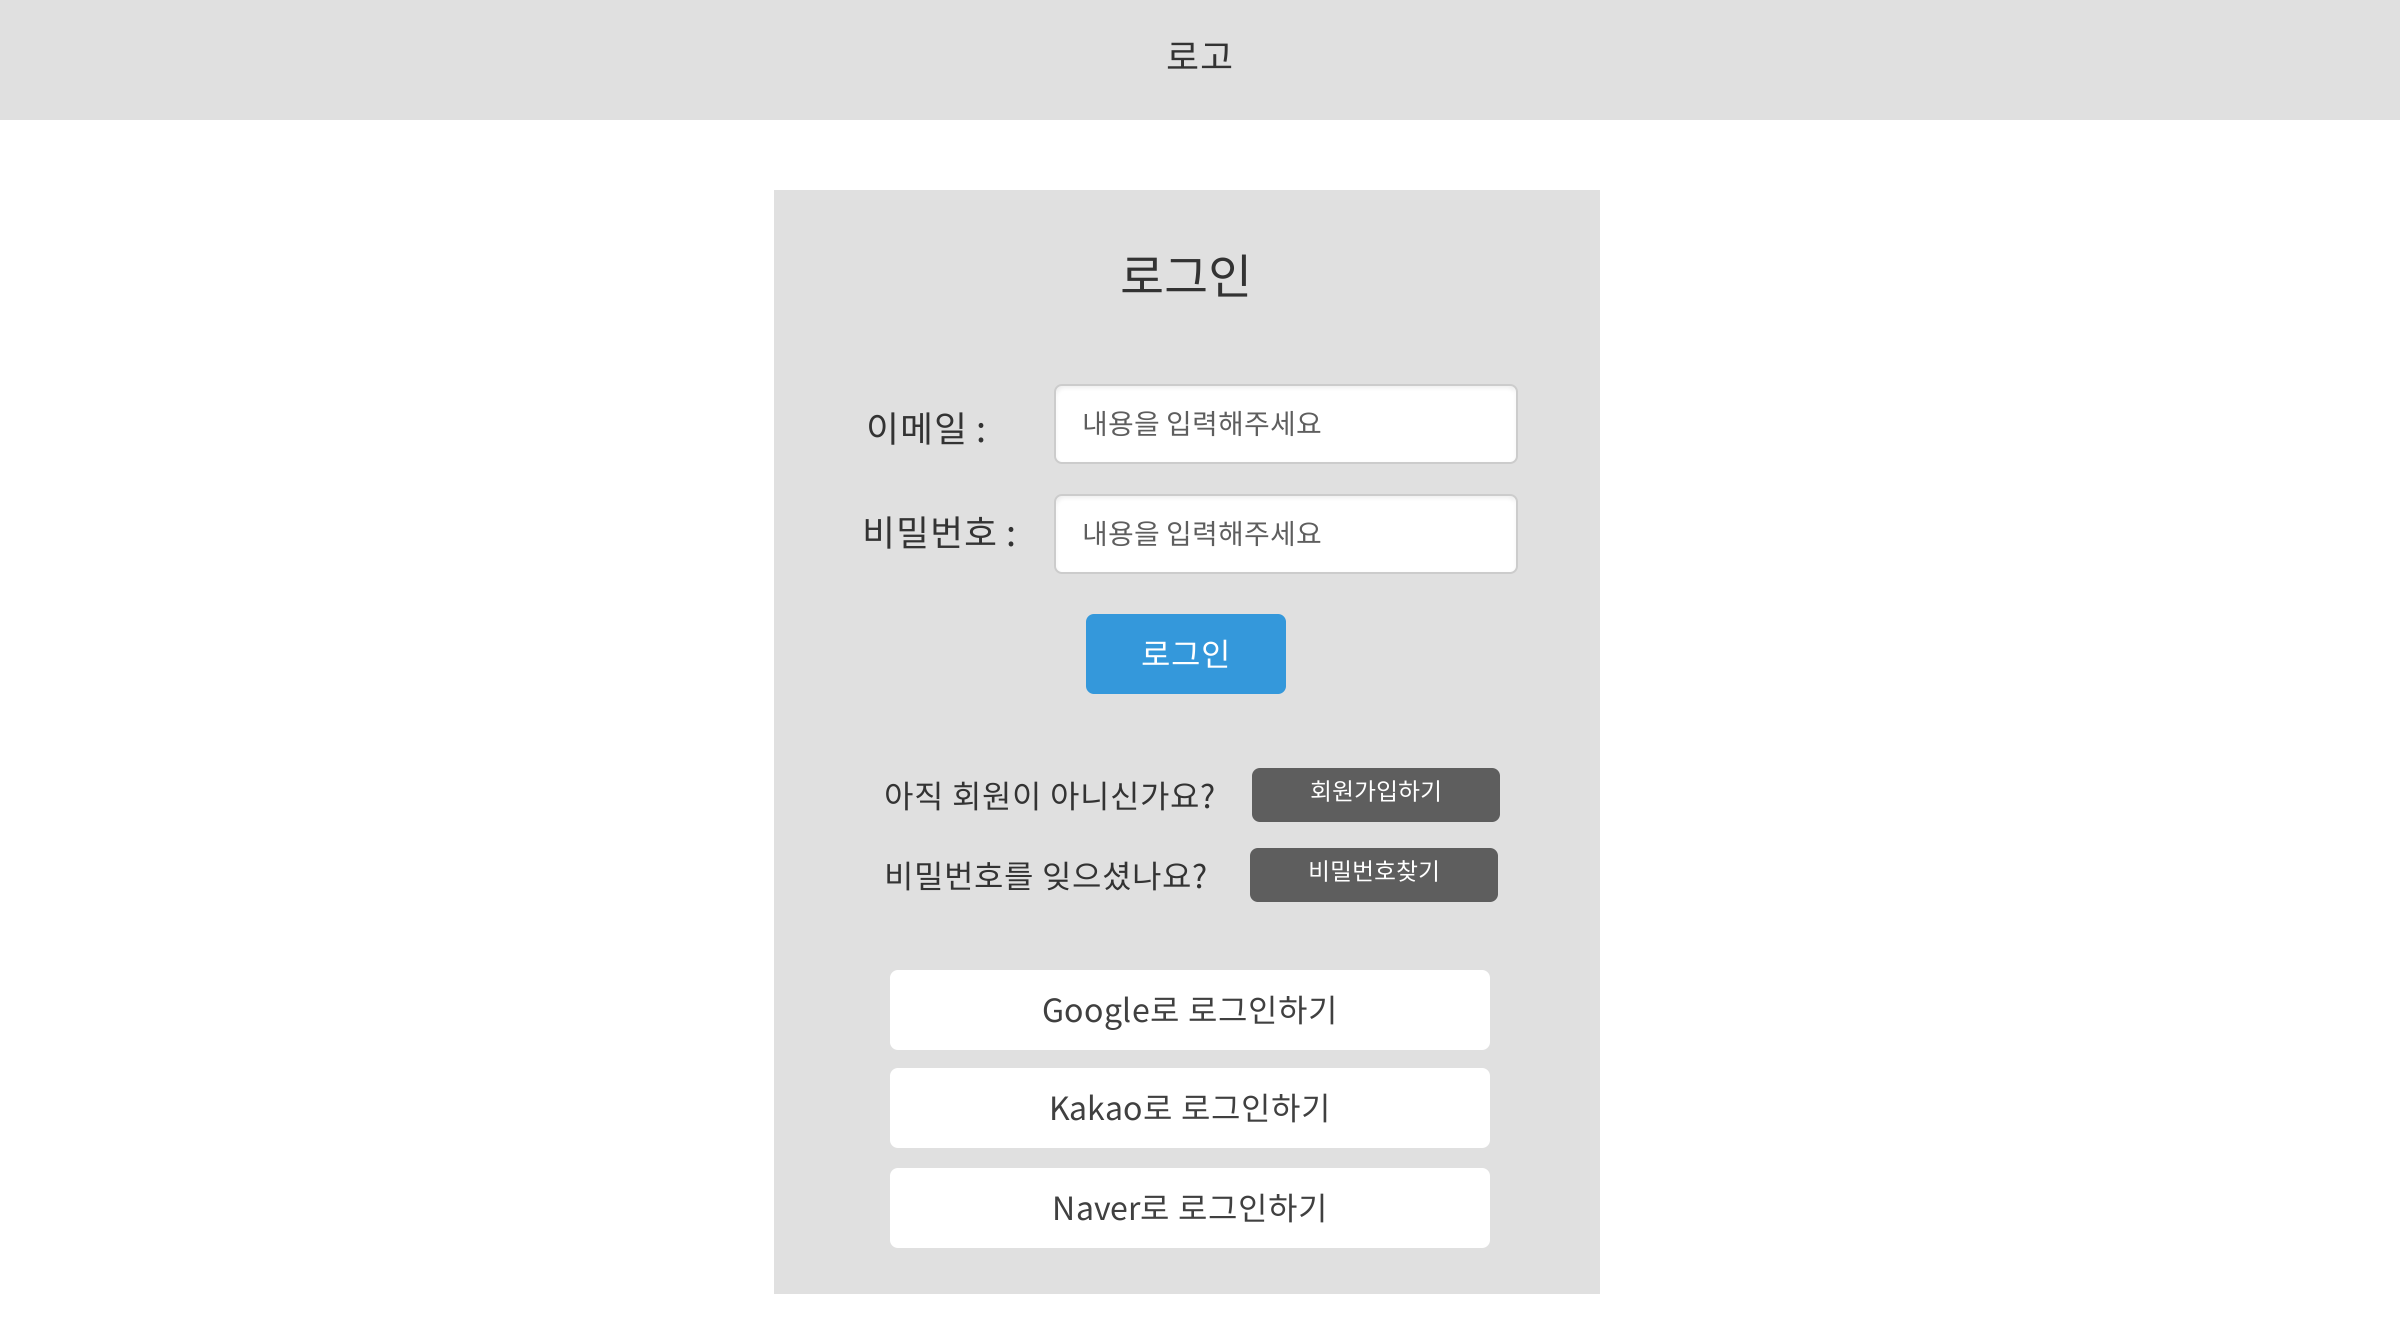 로고
로그인
이메일 :
내용을 입력해주세요
비밀번호 :
내용을 입력해주세요
로그인
아직 회원이 아니신가요?
회원가입하기
비밀번호를 잊으셨나요?
비밀번호찾기
Google로 로그인하기
Kakao로 로그인하기
Naver로 로그인하기